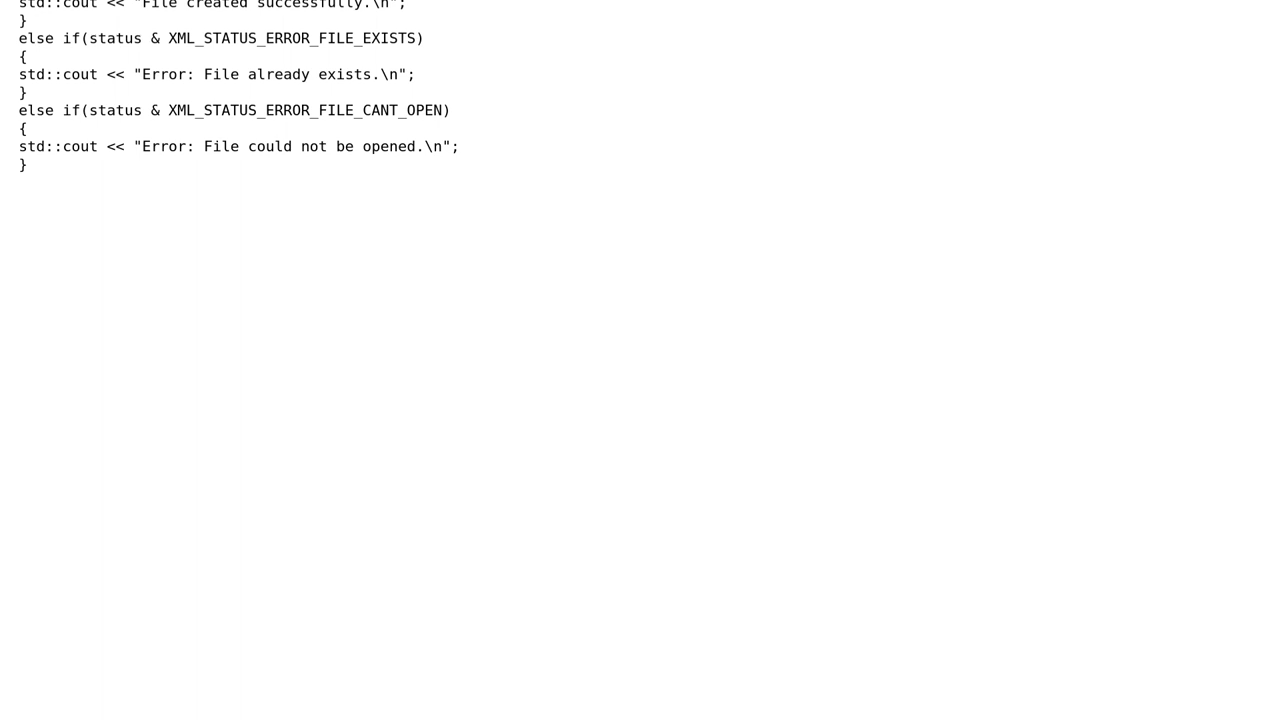 std::cout << "File created successfully.\n";
}
else if(status & XML_STATUS_ERROR_FILE_EXISTS)
{
std::cout << "Error: File already exists.\n";
}
else if(status & XML_STATUS_ERROR_FILE_CANT_OPEN)
{
std::cout << "Error: File could not be opened.\n";
}